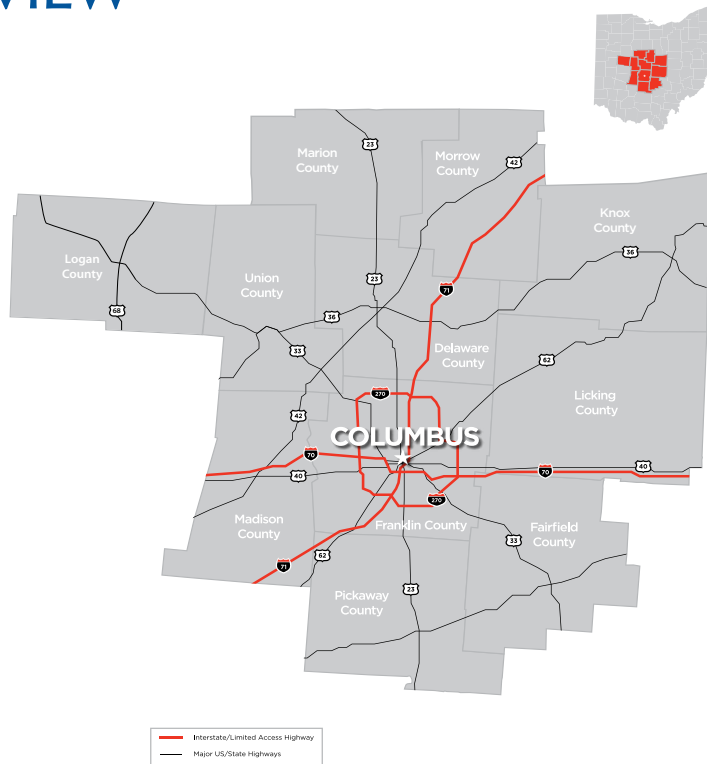 23
Marion
County
Morrow
County
42
Knox
County
36
Logan
County
Union
County
23
71
68
36
33
Delaware
County
62
270
Licking
County
42
COLUMBUS
70
40
70
40
270
Madison
County
Franklin County
Fairfield
County
33
62
71
23
Pickaway
County
Interstate/Limited Access Highway
Major US/State Highways